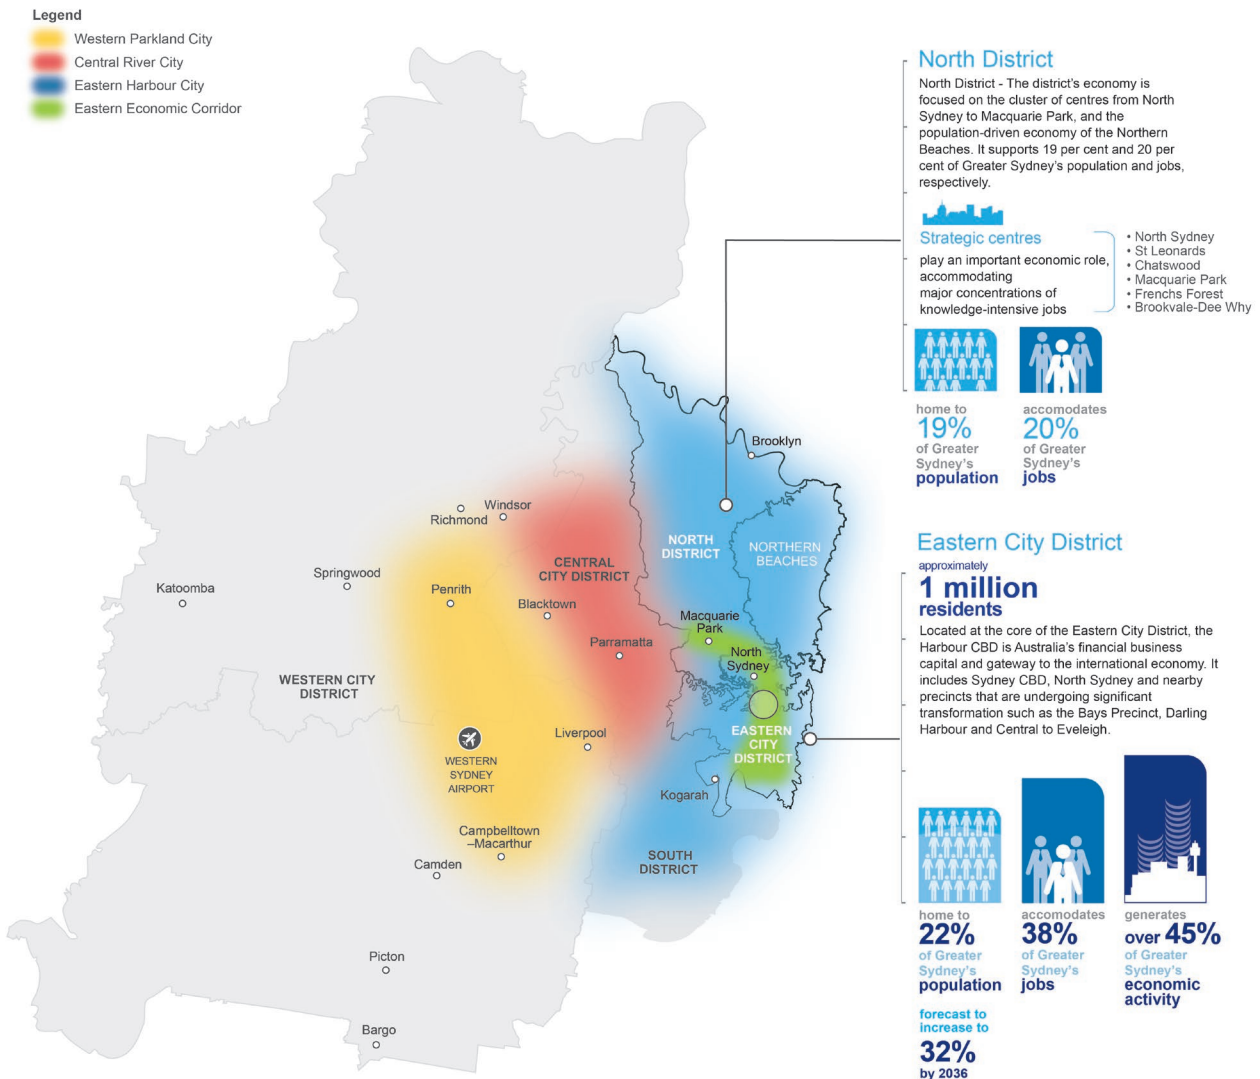 Legend
Western Parkland City
Central River City
Eastern Harbour City
Eastern Economic Corridor
Brooklyn
Windsor
Richmond
NORTH
DISTRICT
NORTHERN
BEACHES
CENTRAL
CITY DISTRICT
Springwood
Katoomba
Penrith
Blacktown
Macquarie
Park
Parramatta
North
Sydney
WESTERN CITY
DISTRICT
Liverpool
EASTERN
CITY
DISTRICT
WESTERN
SYDNEY
AIRPORT
Kogarah
Campbelltown
–Macarthur
SOUTH
DISTRICT
Camden
Picton
Bargo
North District
North District - The district's economy is
focused on the cluster of centres from North
Sydney to Macquarie Park, and the
population-driven economy of the Northern
Beaches. It supports 19 per cent and 20 per
cent of Greater Sydney's population and jobs,
respectively.
Strategic centres
play an important economic role,
accommodating
major concentrations of
knowledge-intensive jobs
• North Sydney
• St Leonards
• Chatswood
• Macquarie Park
• Frenchs Forest
• Brookvale-Dee Why
home to
19%
of Greater
Sydney's
population
accomodates
20%
of Greater
Sydney's
jobs
Eastern City District
approximately
1 million
residents
Located at the core of the Eastern City District, the
Harbour CBD is Australia's financial business
capital and gateway to the international economy. It
includes Sydney CBD, North Sydney and nearby
precincts that are undergoing significant
transformation such as the Bays Precinct, Darling
Harbour and Central to Eveleigh.
home to
22%
of Greater
Sydney's
population
forecast to
increase to
32%
by 2036
accomodates
38%
of Greater
Sydney's
jobs
generates
over 45%
of Greater
Sydney's
economic
activity